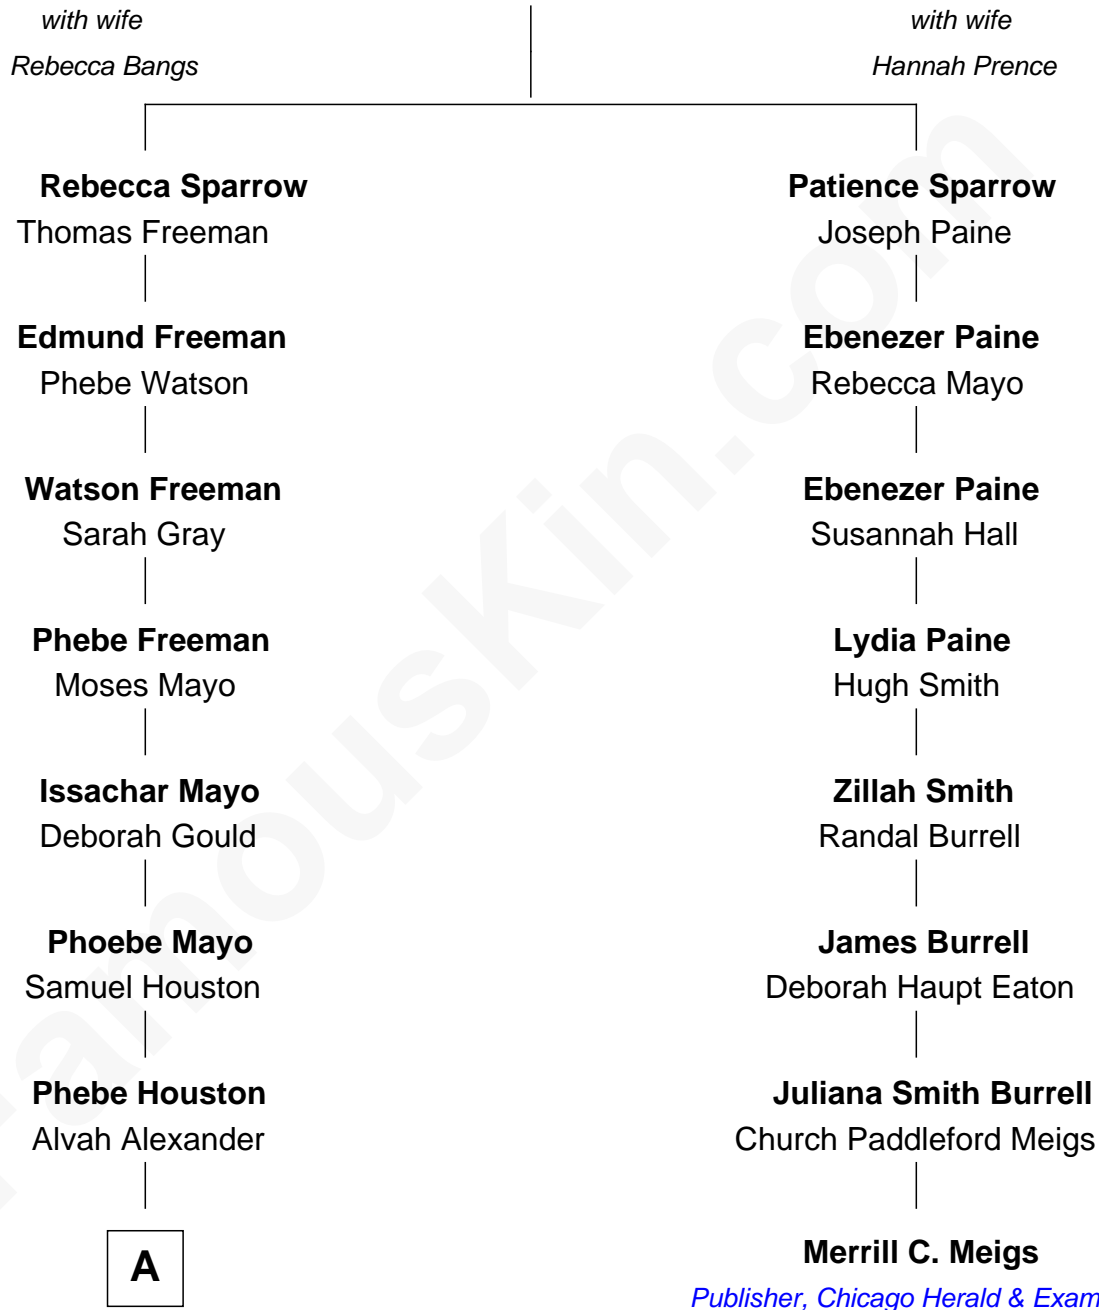 with wife
Rebecca Bangs
with wife
Hannah Prence
Rebecca Sparrow
Thomas Freeman
Patience Sparrow
Joseph Paine
Edmund Freeman
Phebe Watson
Ebenezer Paine
Rebecca Mayo
Watson Freeman
Sarah Gray
Ebenezer Paine
Susannah Hall
Phebe Freeman
Moses Mayo
Lydia Paine
Hugh Smith
Issachar Mayo
Deborah Gould
Zillah Smith
Randal Burrell
Phoebe Mayo
Samuel Houston
James Burrell
Deborah Haupt Eaton
Phebe Houston
Alvah Alexander
Juliana Smith Burrell
Church Paddleford Meigs
A
Merrill C. Meigs
Publisher, Chicago Herald & Exam
FamousKin.com